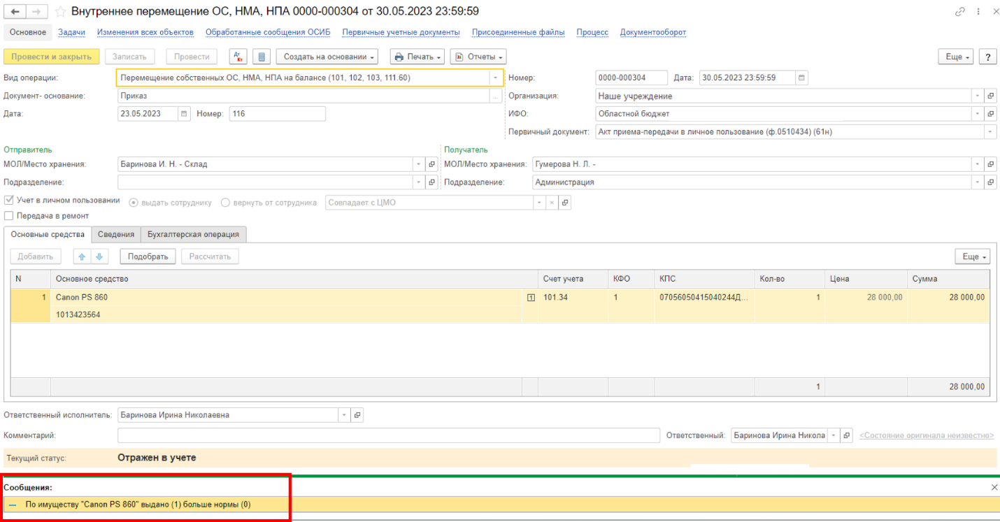 Внутреннее перемещение ОС, НМА, НПА 0000-000304 от 30.05.2023 23:59:59
Основное Задачи Изменения всех объектов Обработанные сообщения ОСИБ Первичные учетные документы Присоединенные файлы Процесс Документооборот
Провести и закрыть Записать Провести Дт Кт Создать на основании Печать Отчеты Еще ?
Вид операции: Перемещение собственных ОС, НМА, НПА на балансе (101, 102, 103, 111.60) Номер: 0000-000304 Дата: 30.05.2023 23:59:59
Документ- основание: Приказ ... Организация: Наше учреждение
Дата: 23.05.2023 Номер: 116 ИФО: Областной бюджет
Первичный документ: Акт приема-передачи в личное пользование (ф.0510434) (61н)
Отправитель Получатель
МОЛ/Место хранения: Баринова И. Н. - Склад МОЛ/Место хранения: Гумерова Н. Л. -
Подразделение: Подразделение: Администрация
Учет в личном пользовании выдать сотруднику вернуть от сотрудника Совпадает с ЦМО
Передача в ремонт
Основные средства Сведения Бухгалтерская операция
Добавить Подобрать Рассчитать Еще
N Основное средство Счет учета КФО КПС Кол-во Цена Сумма
1 Canon PS 860 1 101.34 1 07056050415040244Д... 1 28 000,00 28 000,00
1013423564
1 28 000,00
Ответственный исполнитель: Баринова Ирина Николаевна
Комментарий: Ответственный: Баринова Ирина Никола <Состояние оригинала неизвестно>
Текущий статус: Отражен в учете
Сообщения:
По имуществу "Canon PS 860" выдано (1) больше нормы (0)